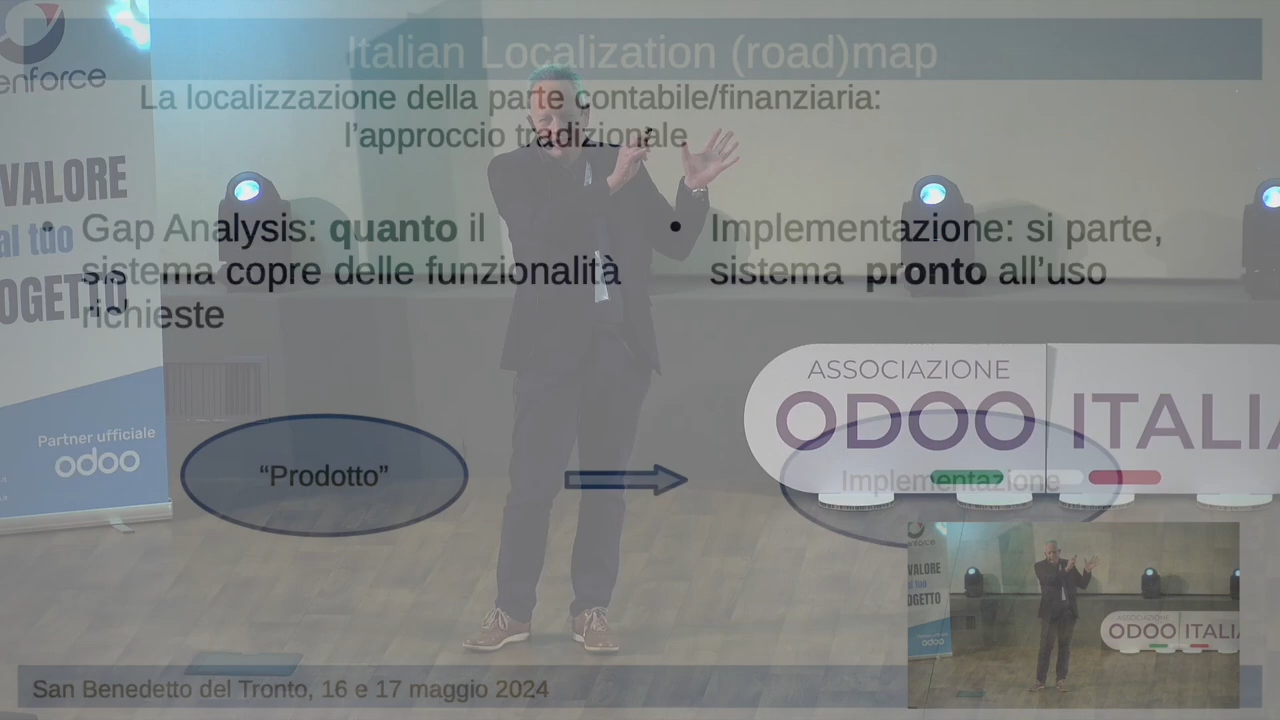 Italian Localization (road)map
La localizzazione della parte contabile/finanziaria:
l’approccio tradizionale
enforce
VALORE
al tuo
OGETTO
Partner ufficiale
odoo
• Gap Analysis: quanto il
sistema copre delle funzionalità
richieste
• Implementazione: si parte,
sistema pronto all’uso
ASSOCIAZIONE
ODOO ITALIA
“Prodotto”
Implementazione
San Benedetto del Tronto, 16 e 17 maggio 2024
enforce
VALORE
al tuo
OGETTO
odoo
ASSOCIAZIONE
ODOO ITALI